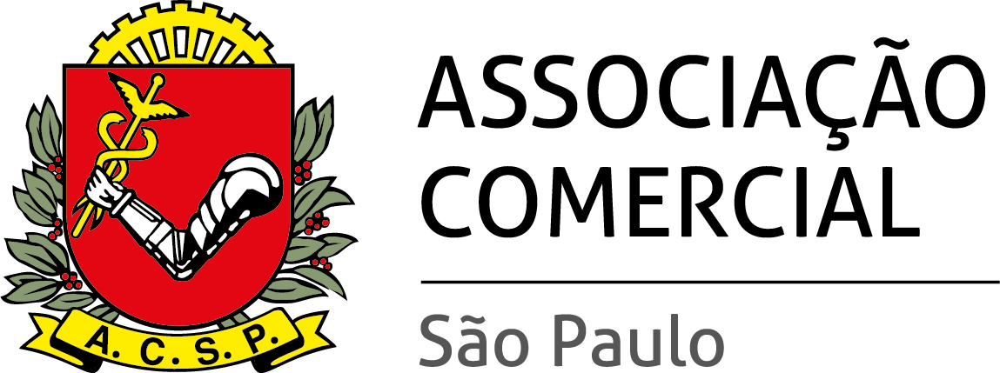 A. C. S. P.
ASSOCIAÇÃO
COMERCIAL
São Paulo